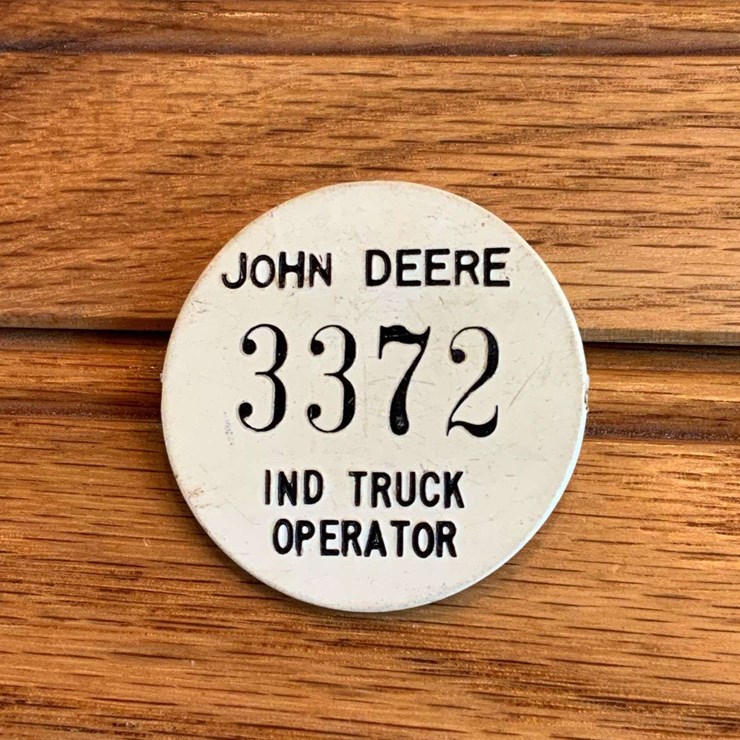 JOHN DEERE
3372
IND TRUCK
OPERATOR